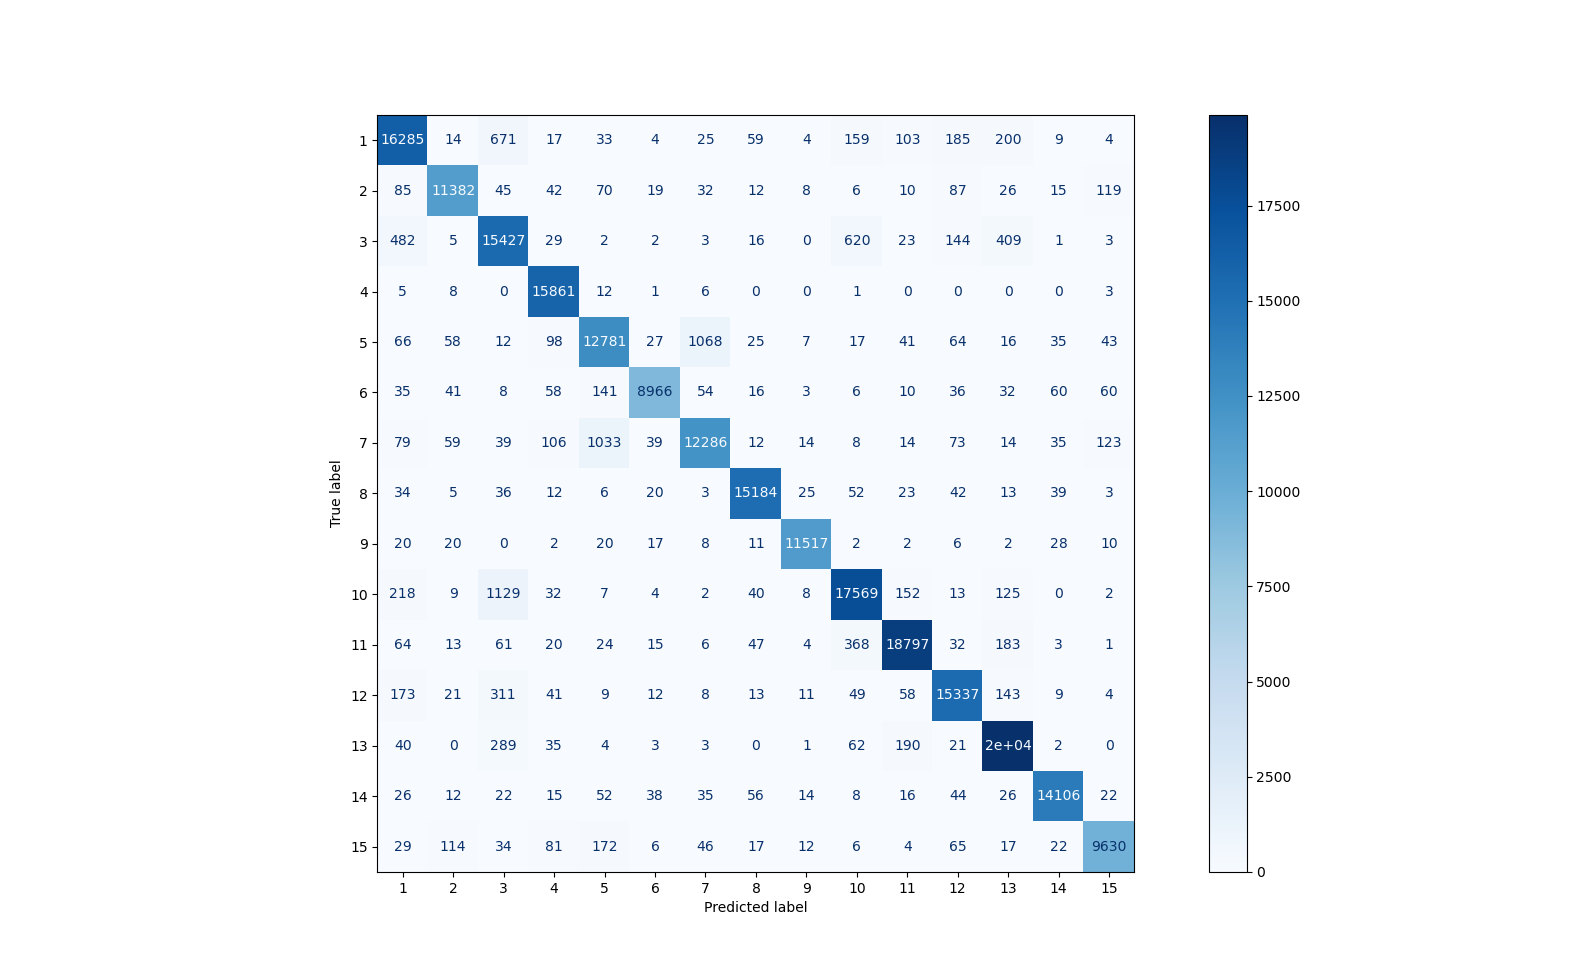 1 16285 14 671 17 33 4 25 59 4 159 103 185 200 9 4
2 85 11382 45 42 70 19 32 12 8 6 10 87 26 15 119
3 482 5 15427 29 2 2 3 16 0 620 23 144 409 1 3
4 5 8 0 15861 12 1 6 0 0 1 0 0 0 0 3
5 66 58 12 98 12781 27 1068 25 7 17 41 64 16 35 43
6 35 41 8 58 141 8966 54 16 3 6 10 36 32 60 60
7 79 59 39 106 1033 39 12286 12 14 8 14 73 14 35 123
8 34 5 36 12 6 20 3 15184 25 52 23 42 13 39 3
9 20 20 0 2 20 17 8 11 11517 2 2 6 2 28 10
10 218 9 1129 32 7 4 2 40 8 17569 152 13 125 0 2
11 64 13 61 20 24 15 6 47 4 368 18797 32 183 3 1
12 173 21 311 41 9 12 8 13 11 49 58 15337 143 9 4
13 40 0 289 35 4 3 3 0 1 62 190 21 2e+04 2 0
14 26 12 22 15 52 38 35 56 14 8 16 44 26 14106 22
15 29 114 34 81 172 6 46 17 12 6 4 65 17 22 9630
1 2 3 4 5 6 7 8 9 10 11 12 13 14 15
Predicted label
True label
17500
15000
12500
10000
7500
5000
2500
0